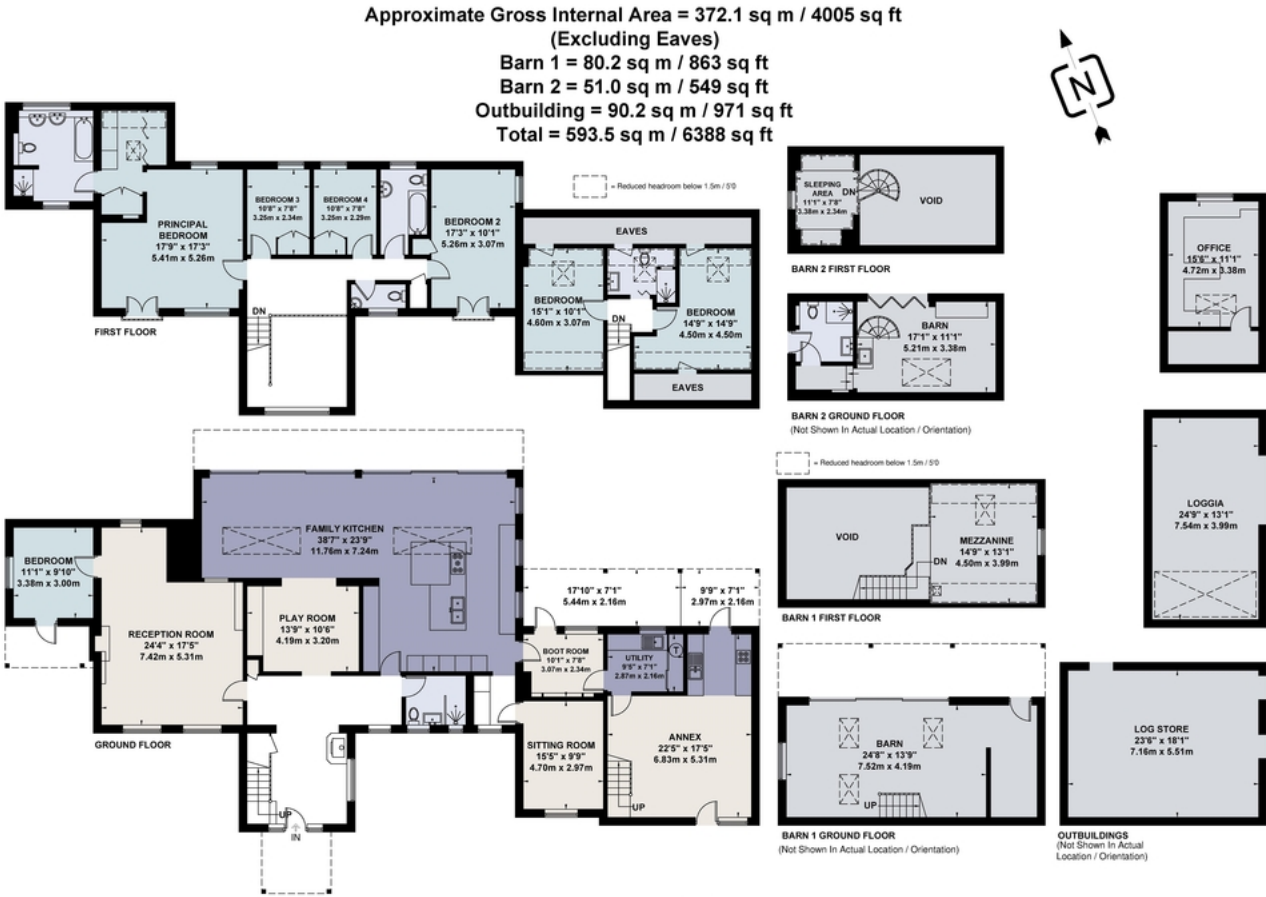 Approximate Gross Internal Area = 372.1 sq m / 4005 sq ft
(Excluding Eaves)
Barn 1 = 80.2 sq m / 863 sq ft
Barn 2 = 51.0 sq m / 549 sq ft
Outbuilding = 90.2 sq m / 971 sq ft
Total = 593.5 sq m / 6388 sq ft
N
PRINCIPAL
BEDROOM
17'9" x 17'3"
5.41m x 5.26m
BEDROOM 3
10'8" x 7'8"
3.25m x 2.34m
BEDROOM 4
10'8" x 7'6"
3.25m x 2.29m
BEDROOM 2
17'3" x 10'1"
5.26m x 3.07m
DN
FIRST FLOOR
= Reduced headroom below 1.5m / 5'0
EAVES
BEDROOM
15'1" x 10'1"
4.60m x 3.07m
DN
BEDROOM
14'9" x 14'9"
4.50m x 4.50m
EAVES
SLEEPING
AREA
11'1" x 7'8"
3.38m x 2.34m
DN
VOID
BARN 2 FIRST FLOOR
BARN
17'1" x 11'1"
5.21m x 3.38m
BARN 2 GROUND FLOOR
(Not Shown In Actual Location / Orientation)
OFFICE
15'6" x 11'1"
4.72m x 3.38m
BEDROOM
11'1" x 9'10"
3.38m x 3.00m
RECEPTION ROOM
24'4" x 17'5"
7.42m x 5.31m
FAMILY KITCHEN
38'7" x 23'9"
11.76m x 7.24m
PLAY ROOM
13'9" x 10'6"
4.19m x 3.20m
17'10" x 7'1"
5.44m x 2.16m
9'9" x 7'1"
2.97m x 2.16m
BOOT ROOM
10'1" x 7'8"
3.07m x 2.34m
UTILITY
9'5" x 7'1"
2.87m x 2.16m
T
SITTING ROOM
15'5" x 9'9"
4.70m x 2.97m
ANNEX
22'5" x 17'5"
6.83m x 5.31m
UP
GROUND FLOOR
UP
IN
= Reduced headroom below 1.5m / 5'0
VOID
MEZZANINE
14'9" x 13'1"
4.50m x 3.99m
DN
BARN 1 FIRST FLOOR
BARN
24'8" x 13'9"
7.52m x 4.19m
UP
BARN 1 GROUND FLOOR
(Not Shown In Actual Location / Orientation)
LOGGIA
24'9" x 13'1"
7.54m x 3.99m
LOG STORE
23'6" x 18'1"
7.16m x 5.51m
OUTBUILDINGS
(Not Shown In Actual
Location / Orientation)